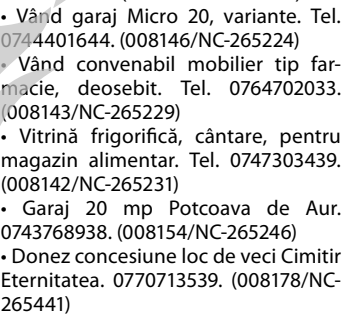 • Vând garaj Micro 20, variante. Tel.
0744401644. (008146/NC-265224)
• Vând convenabil mobilier tip far-
macie, deosebit. Tel. 0764702033.
(008143/NC-265229)
• Vitrină frigorifică, cântare, pentru
magazin alimentar. Tel. 0747303439.
(008142/NC-265231)
• Garaj 20 mp Potcoava de Aur.
0743768938. (008154/NC-265246)
• Donez concesiune loc de veci Cimitir
Eternitatea. 0770713539. (008178/NC-
265441)